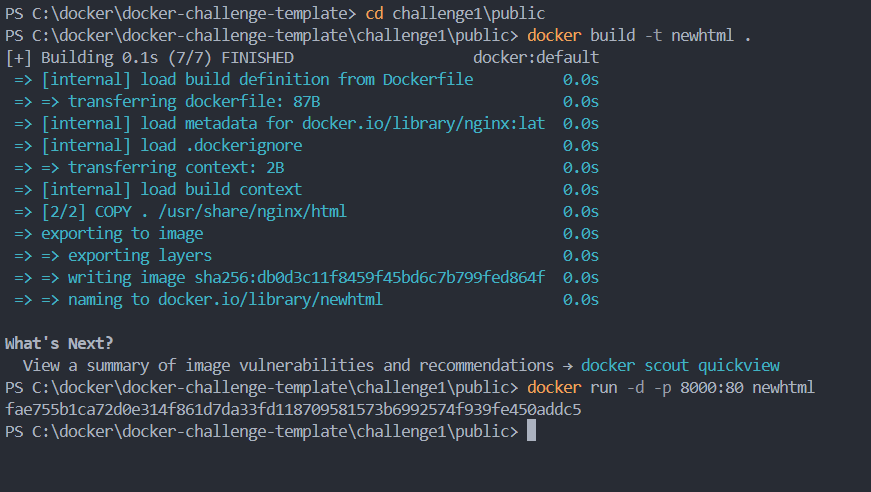 PS C:\docker\docker-challenge-template> cd challenge1\public
PS C:\docker\docker-challenge-template\challenge1\public> docker build -t newhtml .
[+] Building 0.1s (7/7) FINISHED docker:default
=> [internal] load build definition from Dockerfile 0.0s
=> => transferring dockerfile: 87B 0.0s
=> [internal] load metadata for docker.io/library/nginx:lat 0.0s
=> [internal] load .dockerignore 0.0s
=> => transferring context: 2B 0.0s
=> [internal] load build context 0.0s
=> [2/2] COPY . /usr/share/nginx/html 0.0s
=> exporting to image 0.0s
=> => exporting layers 0.0s
=> => writing image sha256:db0d3c11f8459f45bd6c7b799fed864f 0.0s
=> => naming to docker.io/library/newhtml 0.0s
What's Next?
View a summary of image vulnerabilities and recommendations → docker scout quickview
PS C:\docker\docker-challenge-template\challenge1\public> docker run -d -p 8000:80 newhtml
fae755b1ca72d0e314f861d7da33fd118709581573b6992574f939fe450addc5
PS C:\docker\docker-challenge-template\challenge1\public>